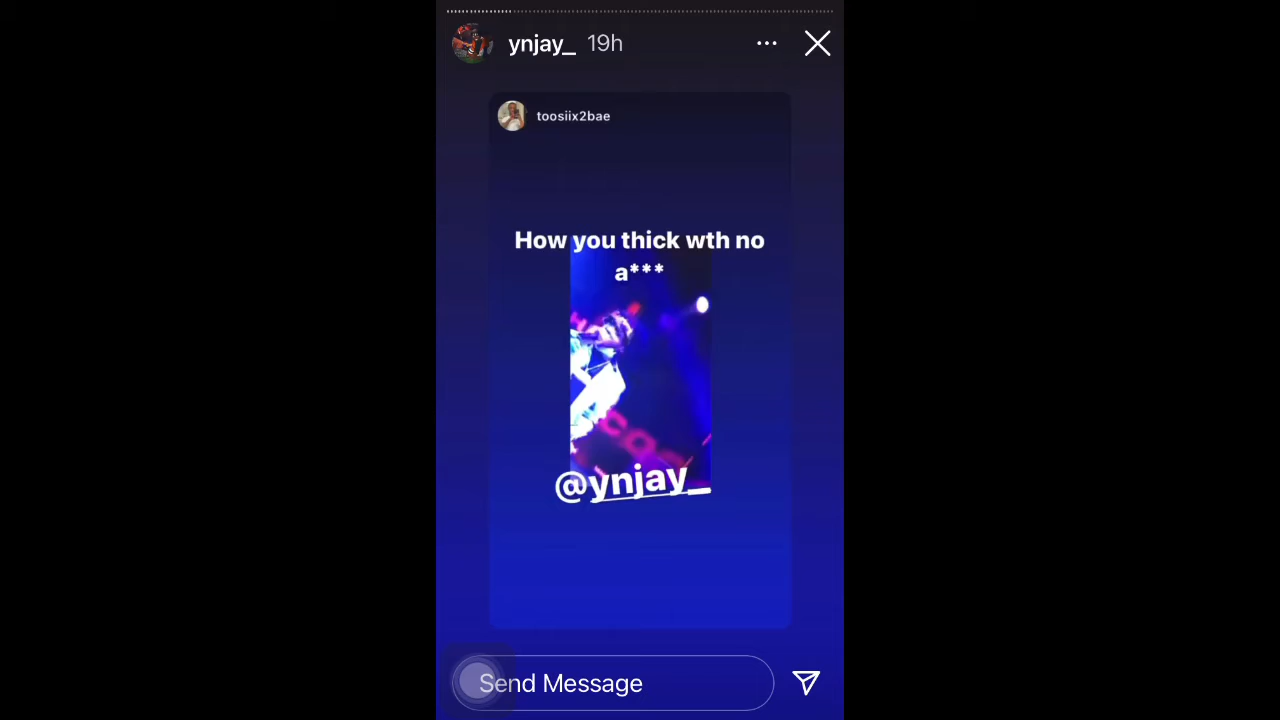 ynjay_ 19h
toosiix2bae
How you thick wth no
a***
@ynjay_
Send Message